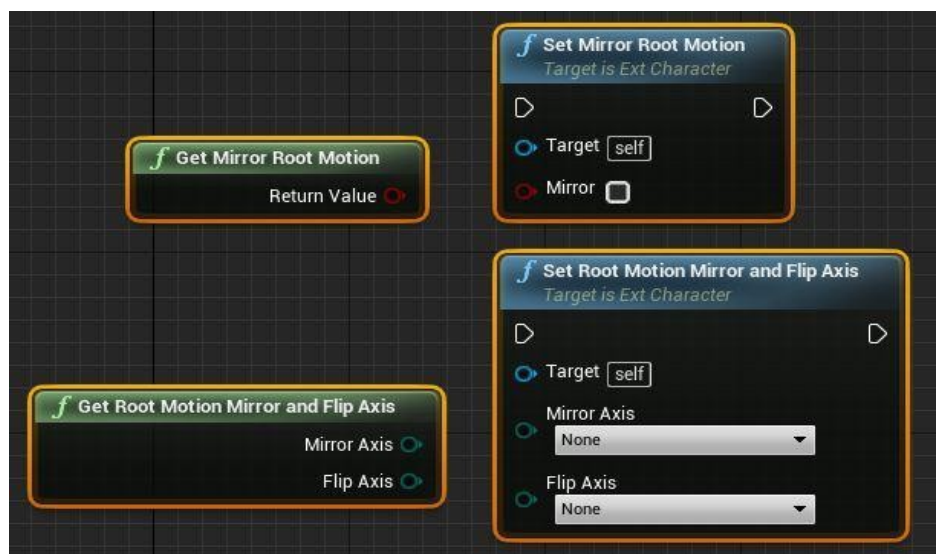 Set Mirror Root Motion
Target is Ext Character
Target self
Mirror
Get Mirror Root Motion
Return Value
Set Root Motion Mirror and Flip Axis
Target is Ext Character
Target self
Mirror Axis
None
Flip Axis
None
Get Root Motion Mirror and Flip Axis
Mirror Axis
Flip Axis